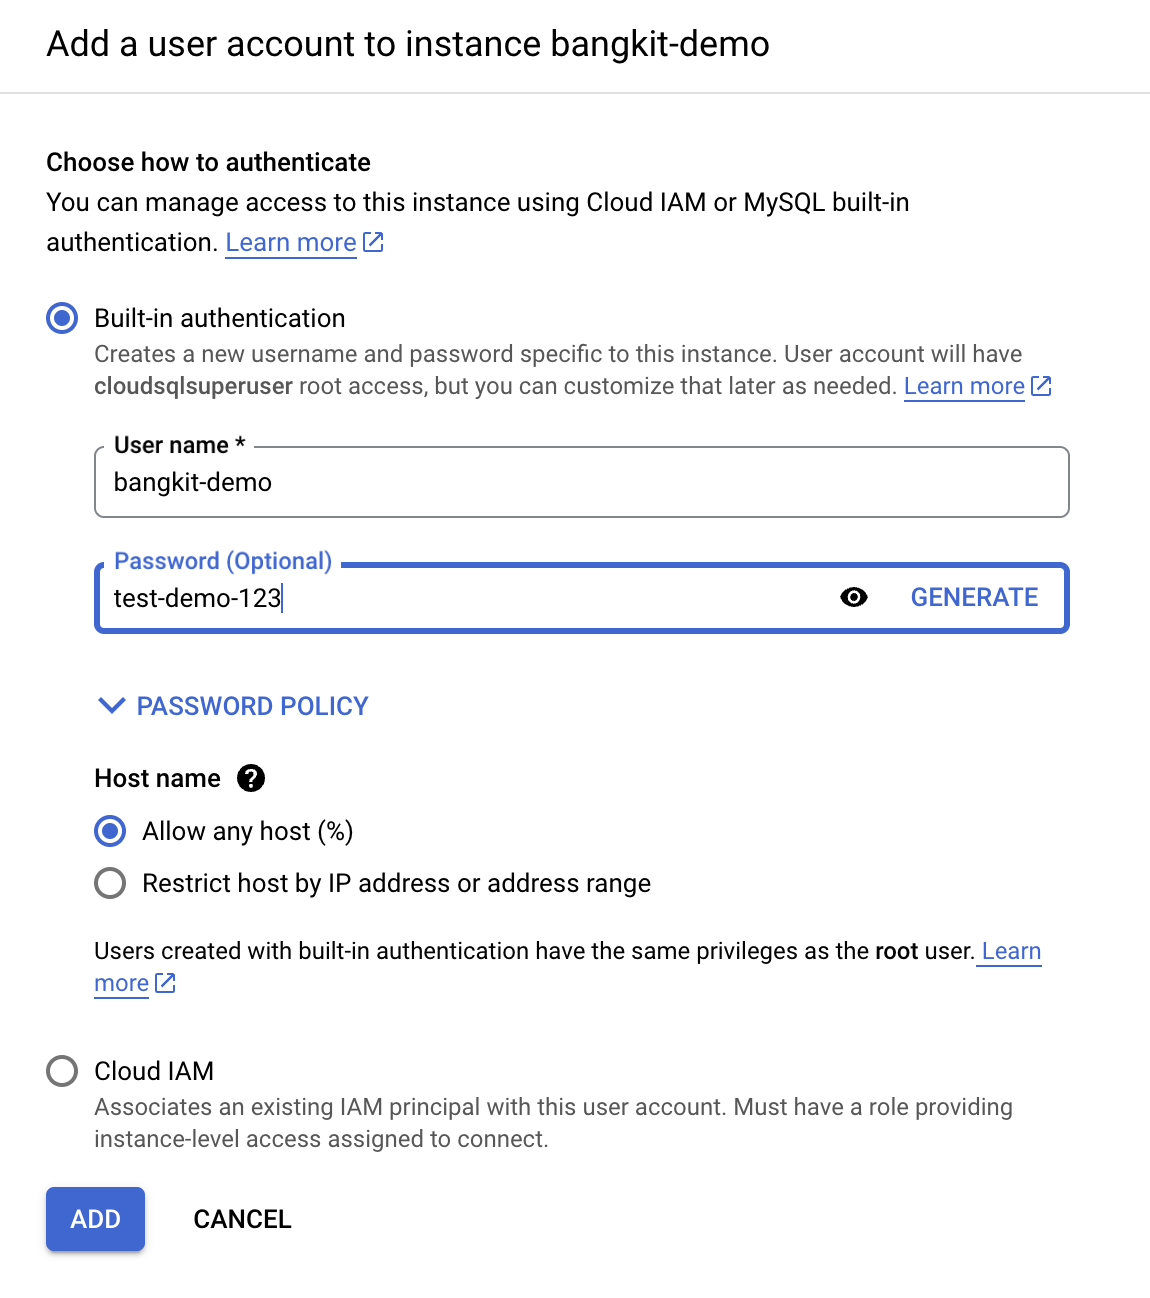 Add a user account to instance bangkit-demo
Choose how to authenticate
You can manage access to this instance using Cloud IAM or MySQL built-in
authentication. Learn more
Built-in authentication
Creates a new username and password specific to this instance. User account will have
cloudsqlsuperuser root access, but you can customize that later as needed. Learn more
User name *
bangkit-demo
Password (Optional)
test-demo-123
GENERATE
PASSWORD POLICY
Host name
Allow any host (%)
Restrict host by IP address or address range
Users created with built-in authentication have the same privileges as the root user. Learn
more
Cloud IAM
Associates an existing IAM principal with this user account. Must have a role providing
instance-level access assigned to connect.
ADD CANCEL